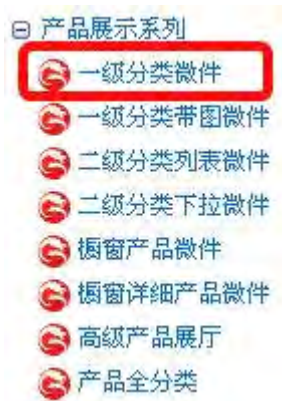 产品展示系列
一级分类微件
一级分类带图微件
二级分类列表微件
二级分类下拉微件
橱窗产品微件
橱窗详细产品微件
高级产品展厅
产品全分类